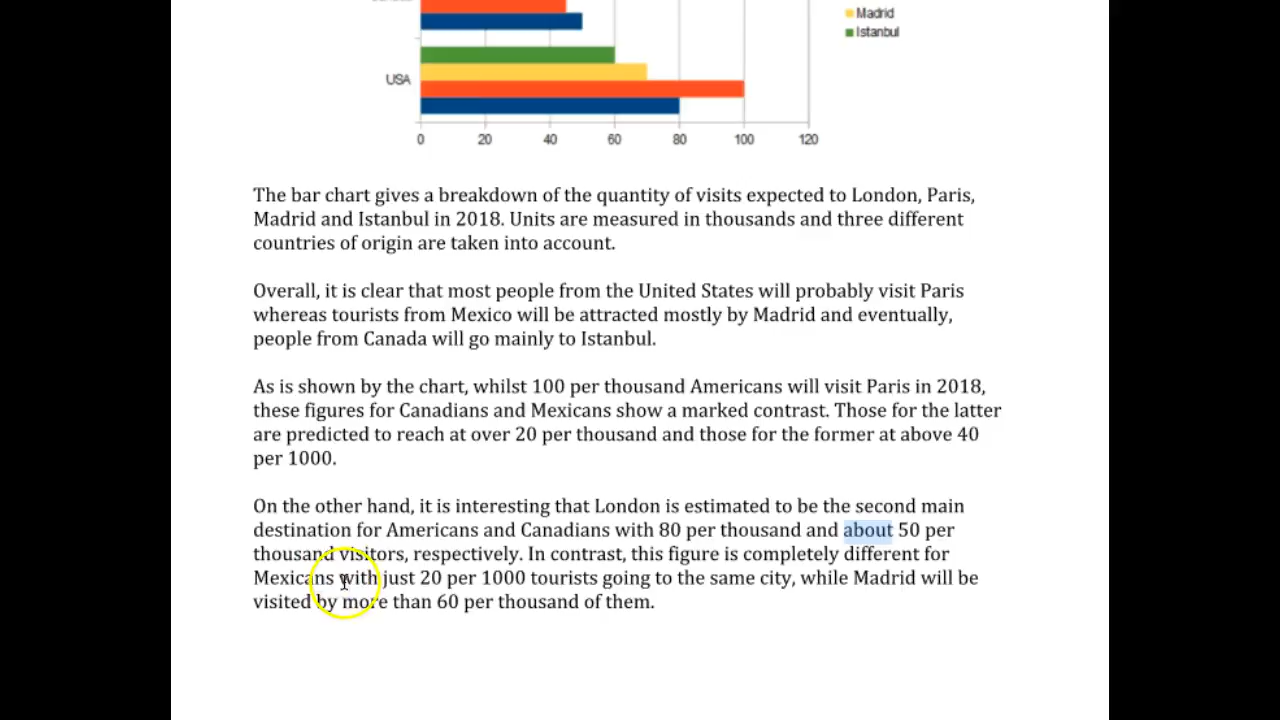 Madrid
Istanbul
USA
0 20 40 60 80 100 120
The bar chart gives a breakdown of the quantity of visits expected to London, Paris,
Madrid and Istanbul in 2018. Units are measured in thousands and three different
countries of origin are taken into account.
Overall, it is clear that most people from the United States will probably visit Paris
whereas tourists from Mexico will be attracted mostly by Madrid and eventually,
people from Canada will go mainly to Istanbul.
As is shown by the chart, whilst 100 per thousand Americans will visit Paris in 2018,
these figures for Canadians and Mexicans show a marked contrast. Those for the latter
are predicted to reach at over 20 per thousand and those for the former at above 40
per 1000.
On the other hand, it is interesting that London is estimated to be the second main
destination for Americans and Canadians with 80 per thousand and about 50 per
thousand visitors, respectively. In contrast, this figure is completely different for
Mexicans with just 20 per 1000 tourists going to the same city, while Madrid will be
visited by more than 60 per thousand of them.